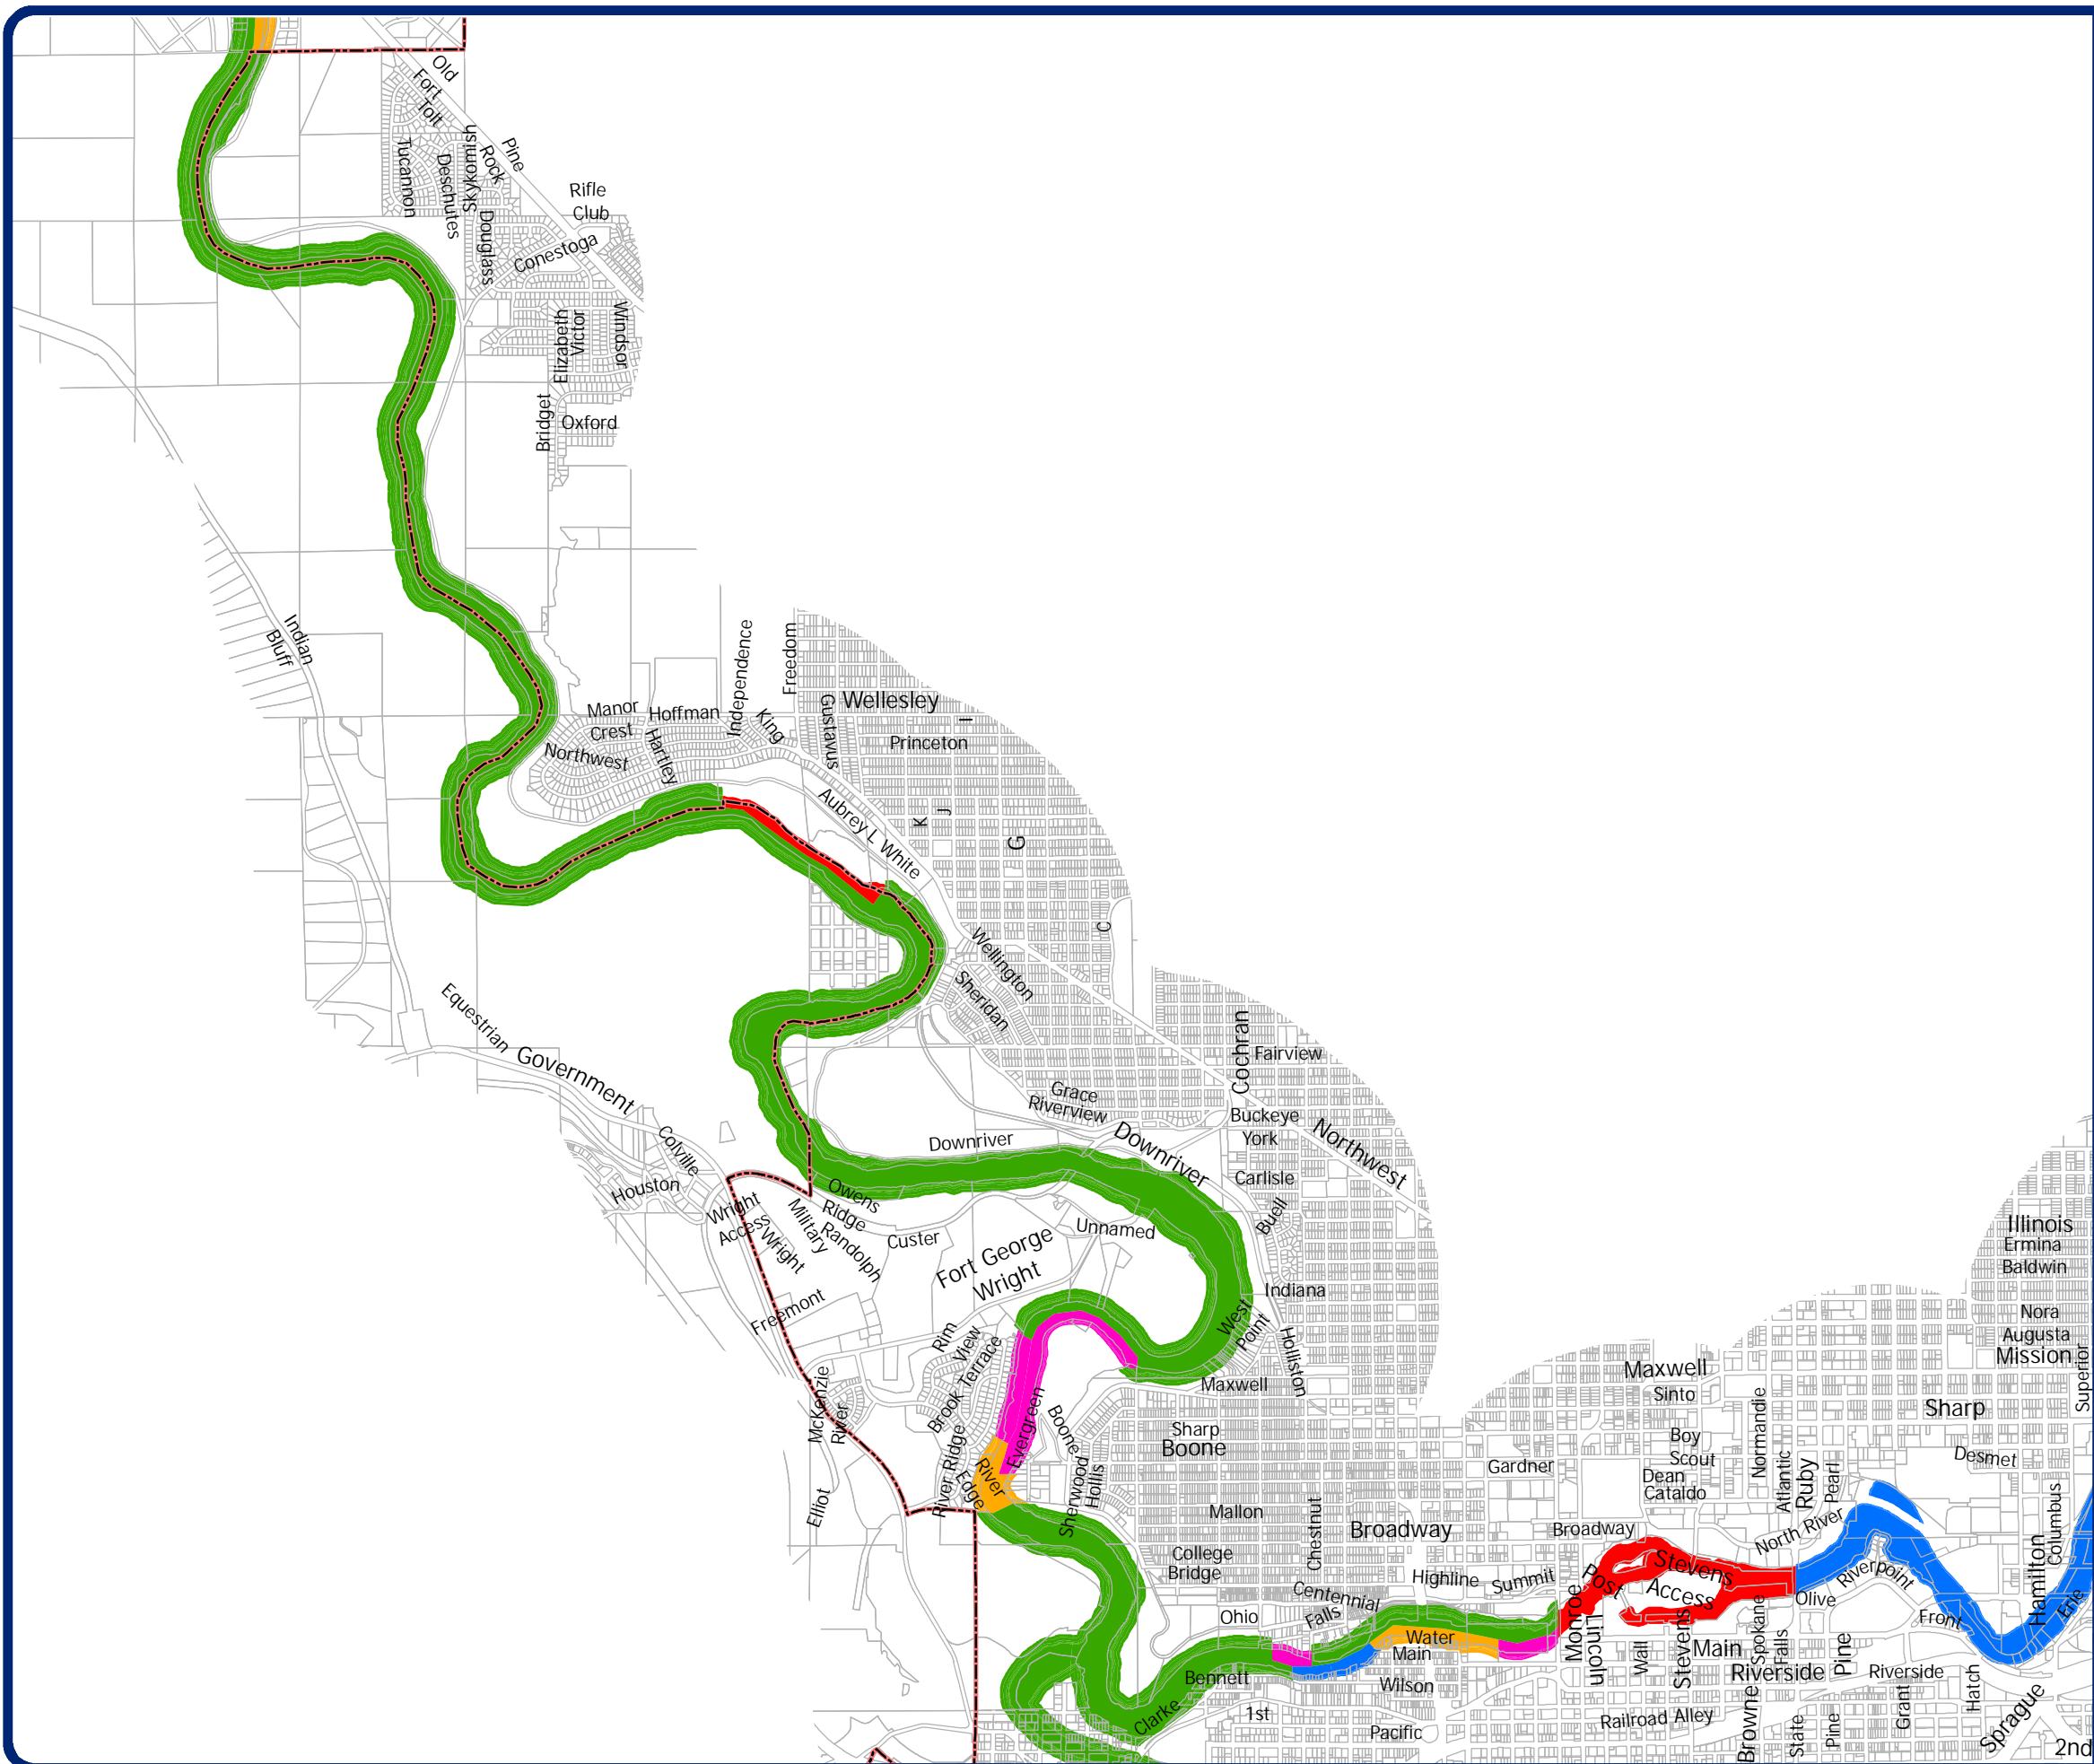 Old
Fort
Tolt
Pine
Rock
Skykomish
Tucannon
Deschutes
Douglass
Rifle
Club
Conestoga
Elizabeth
Victor
Windsor
Bridget
Oxford
Indian
Bluff
Independence
Freedom
Manor
Hoffman
Crest
King
Gustavus
Wellesley
I
Princeton
Northwest
Hartley
Aubrey L White
K
J
G
C
Wellington
Sheridan
Equestrian
Government
Cochran
Fairview
Grace
Riverview
Buckeye
York
Northwest
Downriver
Downriver
Colville
Houston
Carlisle
Owens
Wright
Access
Wright
Military
Ridge
Randolph
Custer
Unnamed
Buell
Fort George
Wright
Indiana
Illinois
Ermina
Baldwin
Nora
Augusta
Mission
Superior
Freemont
West
Point
Holliston
Rim
View
Brook Terrace
Maxwell
Maxwell
Sinto
McKenzie
River
Evergreen
Boone
Sharp
Boone
Normandie
Sharp
Boy
Scout
Gardner
Dean
Cataldo
Desmet
River Ridge
Edge
River
Sherwood
Hollis
Elliot
Mallon
Chestnut
Broadway
Broadway
Atlantic
Ruby
Pearl
North River
Columbus
Hamilton
College
Bridge
Centennial
Highline
Summit
Post
Stevens
Access
Riverpoint
Olive
Erie
Ohio
Falls
Water
Main
Monroe
Lincoln
Wall
Stevens
Main
Spokane
Falls
Front
Pine
Bennett
Wilson
Riverside
Riverside
Hatch
Clarke
1st
Pacific
Railroad Alley
Browne
State
Pine
Grant
Sprague
2nd